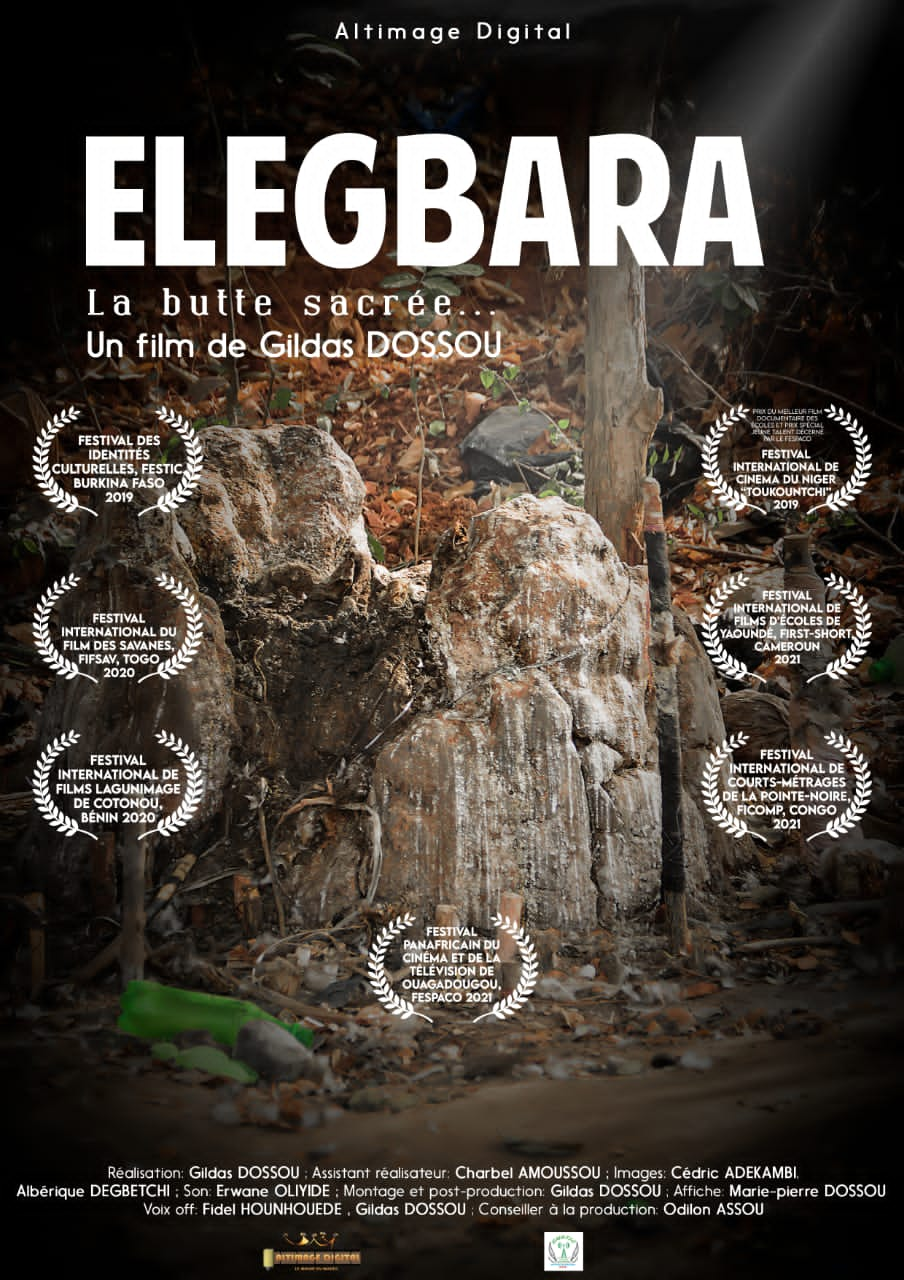 Altimage Digital
ELEGBARA
La butte sacrée...
Un film de Gildas DOSSOU
FESTIVAL DES
IDENTITÉS
CULTURELLES, FESTIC,
BURKINA FASO
2019
PRIX DU MEILLEUR FILM
DOCUMENTAIRE DES
ÉCOLES ET PRIX SPÉCIAL
JEUNE TALENT DÉCERNÉ
PAR LE FESPACO
FESTIVAL
INTERNATIONAL DE
CINEMA DU NIGER
"TOUKOUNTCHI"
2019
FESTIVAL
INTERNATIONAL DU
FILM DES SAVANES,
FIFSAV, TOGO
2020
FESTIVAL
INTERNATIONAL DE
FILMS D'ÉCOLES DE
YAOUNDÉ, FIRST-SHORT,
CAMEROUN
2021
FESTIVAL
INTERNATIONAL DE
FILMS LAGUNIMAGE
DE COTONOU,
BÉNIN 2020
FESTIVAL
INTERNATIONAL DE
COURTS-MÉTRAGES
DE LA POINTE-NOIRE,
FICOMP, CONGO
2021
FESTIVAL
PANAFRICAIN DU
CINÉMA ET DE LA
TÉLÉVISION DE
OUAGADOUGOU,
FESPACO 2021
Réalisation: Gildas DOSSOU ; Assistant réalisateur: Charbel AMOUSSOU ; Images: Cédric ADEKAMBI,
Albérique DEGBETCHI ; Son: Erwane OLIYIDE ; Montage et post-production: Gildas DOSSOU ; Affiche: Marie-pierre DOSSOU
Voix off: Fidel HOUNHOUEDE , Gildas DOSSOU ; Conseiller à la production: Odilon ASSOU
ALTIMAGE DIGITAL